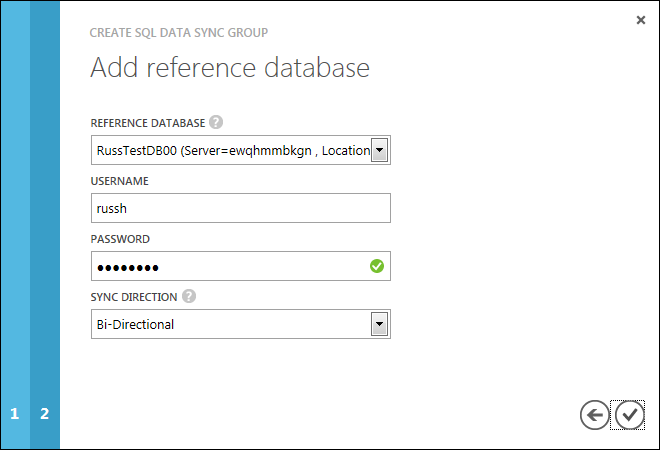 CREATE SQL DATA SYNC GROUP
Add reference database
REFERENCE DATABASE ?
RussTestDB00 (Server=ewqhmmbkgn , Location
USERNAME
russh
PASSWORD
●●●●●●●●
SYNC DIRECTION ?
Bi-Directional
1 2